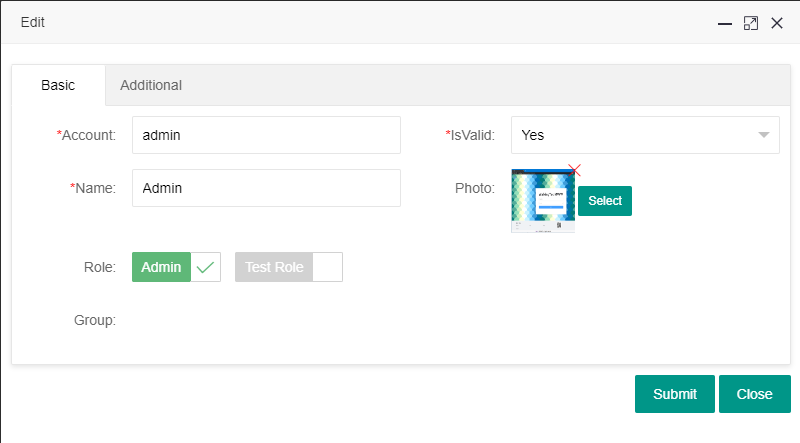 Edit
Basic Additional
*Account: admin *IsValid: Yes
*Name: Admin Photo: Select
Role: Admin Test Role
Group:
Submit Close